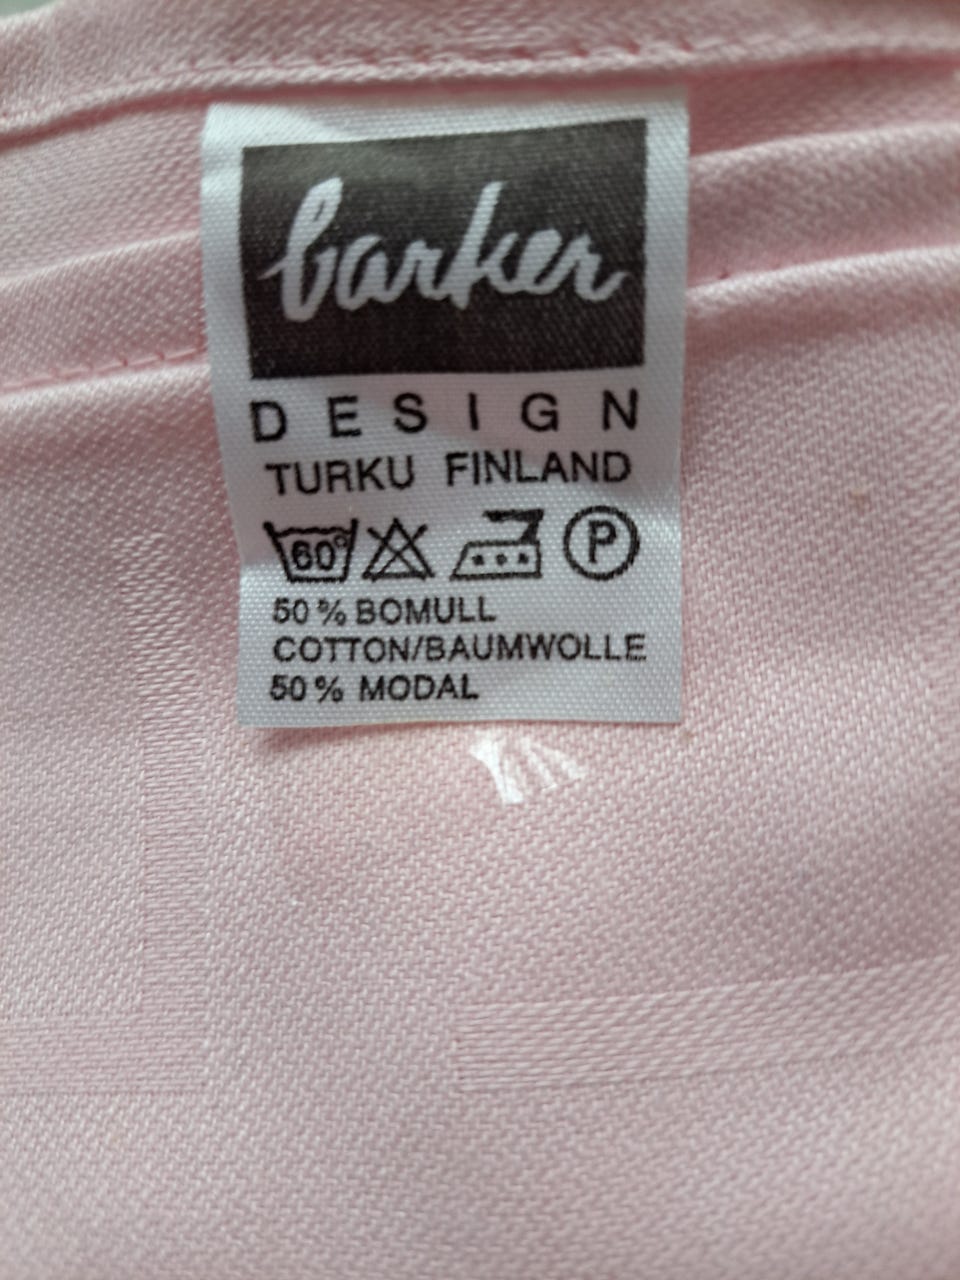 barker
DESIGN
TURKU FINLAND
60° P
50 % BOMULL
COTTON/BAUMWOLLE
50 % MODAL